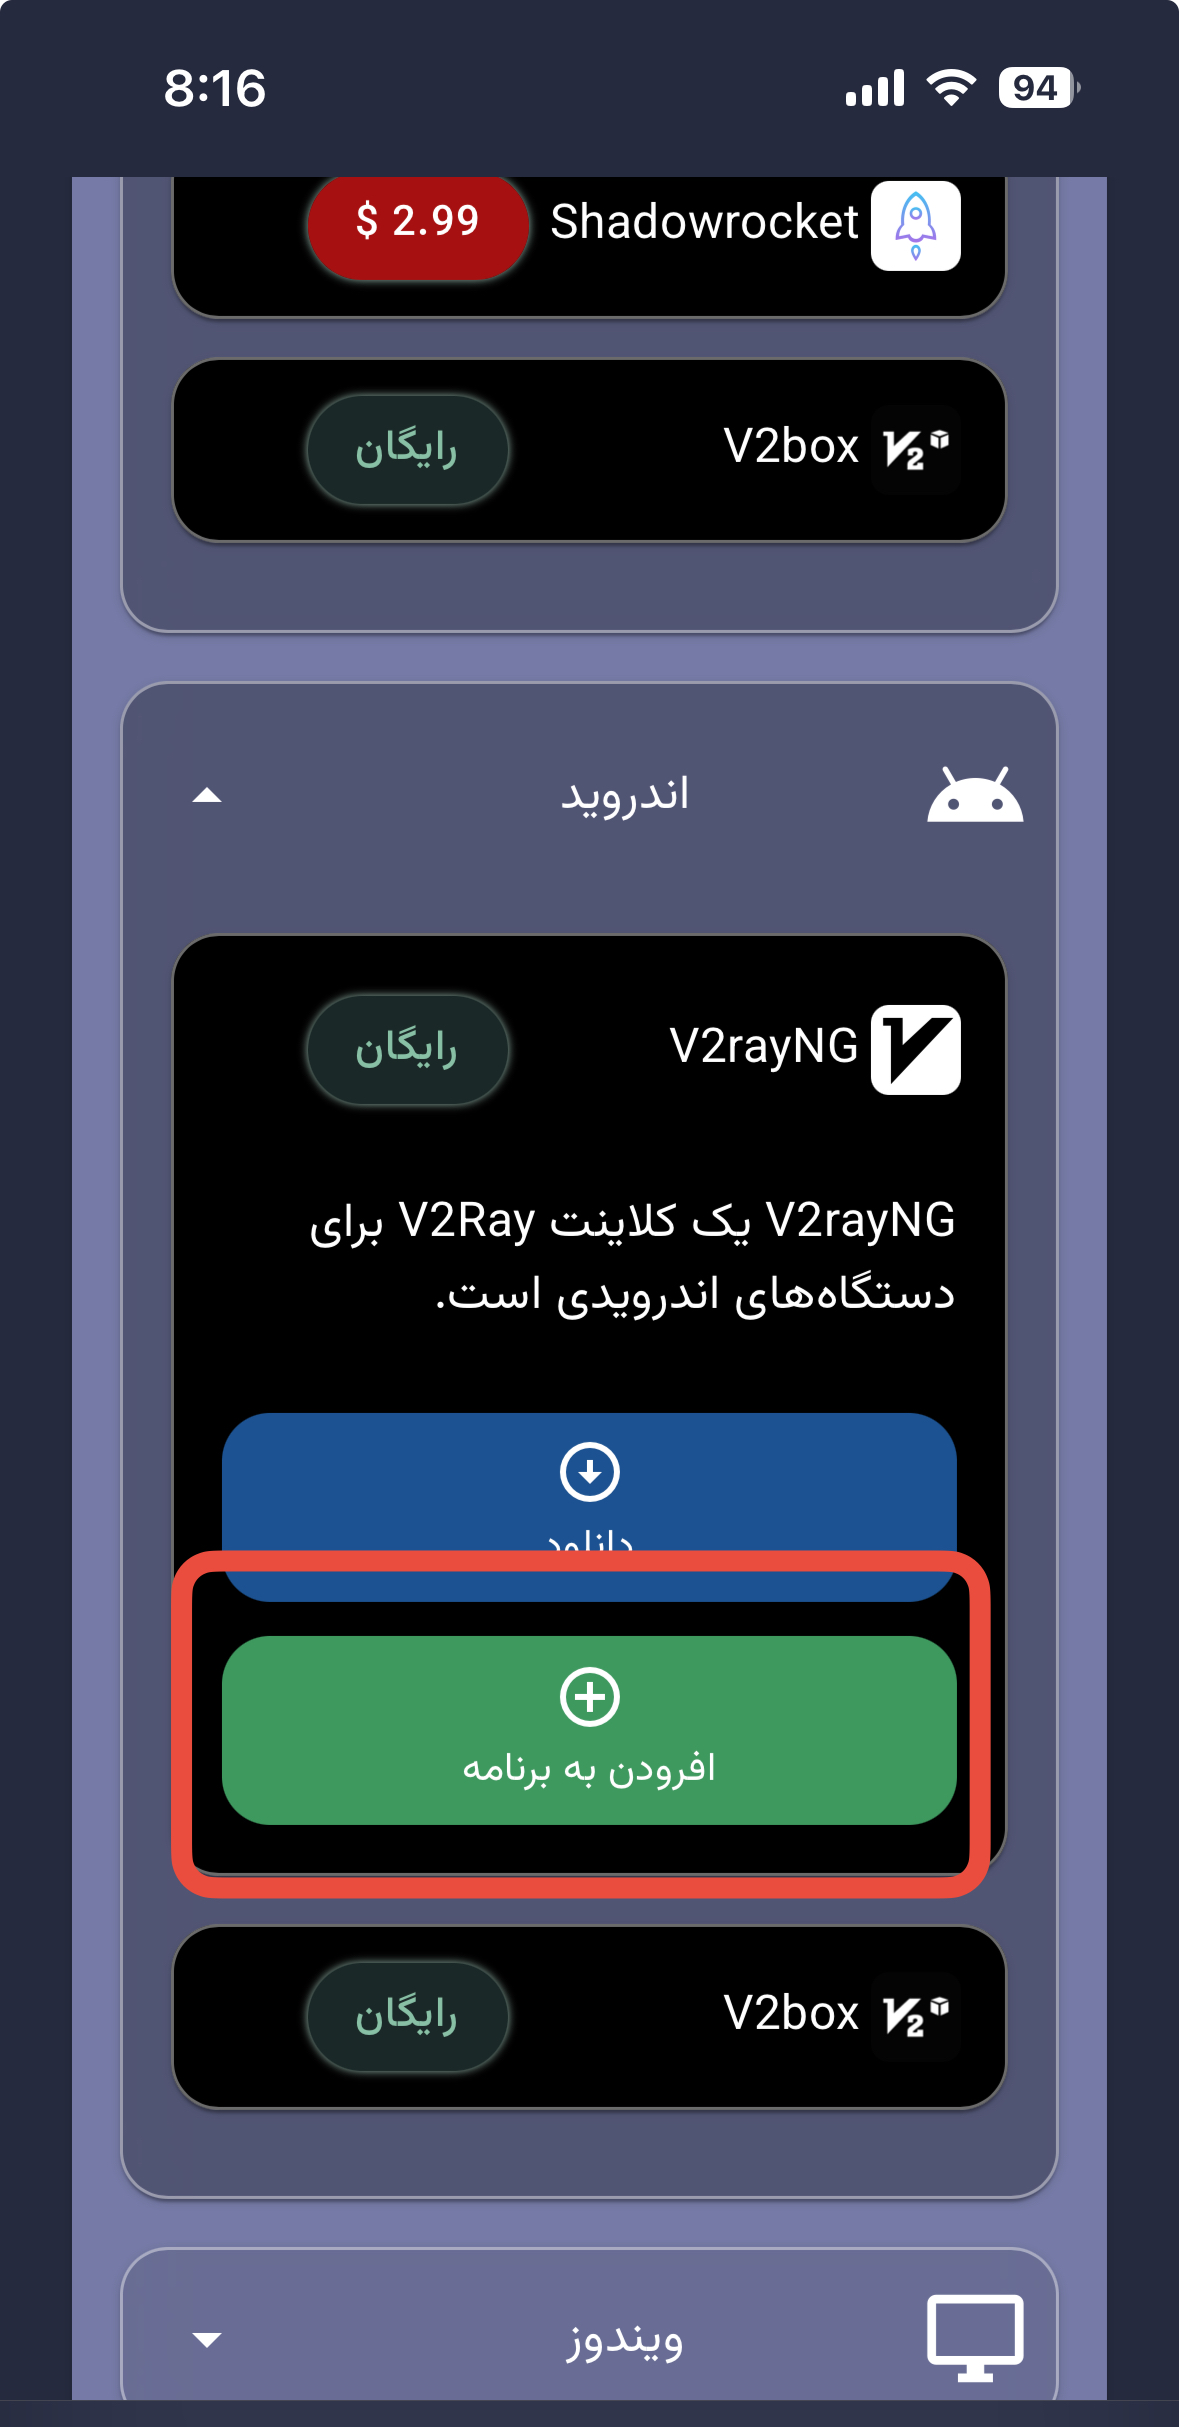 8:16
94
Shadowrocket $ 2.99
V2box رایگان
اندروید
V2rayNG رایگان
V2rayNG یک کلاینت V2Ray برای
دستگاه‌های اندرویدی است.
دانلود
افرودن به برنامه
V2box رایگان
ویندوز